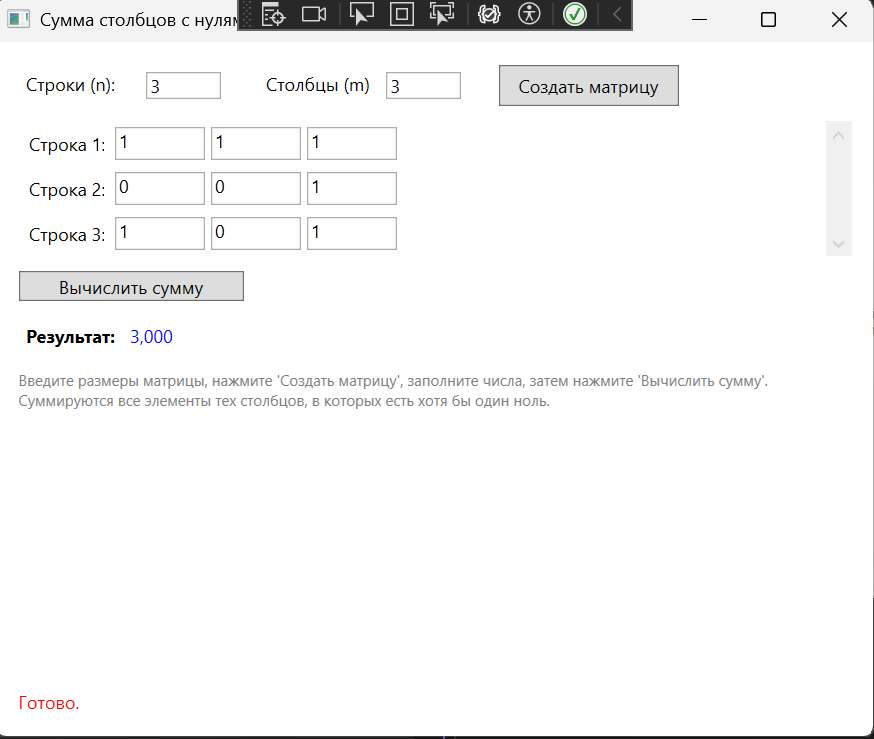 Сумма столбцов с нулям
Строки (n): 3 Столбцы (m) 3 Создать матрицу
Строка 1: 1 1 1
Строка 2: 0 0 1
Строка 3: 1 0 1
Вычислить сумму
Результат: 3,000
Введите размеры матрицы, нажмите 'Создать матрицу', заполните числа, затем нажмите 'Вычислить сумму'.
Суммируются все элементы тех столбцов, в которых есть хотя бы один ноль.
Готово.